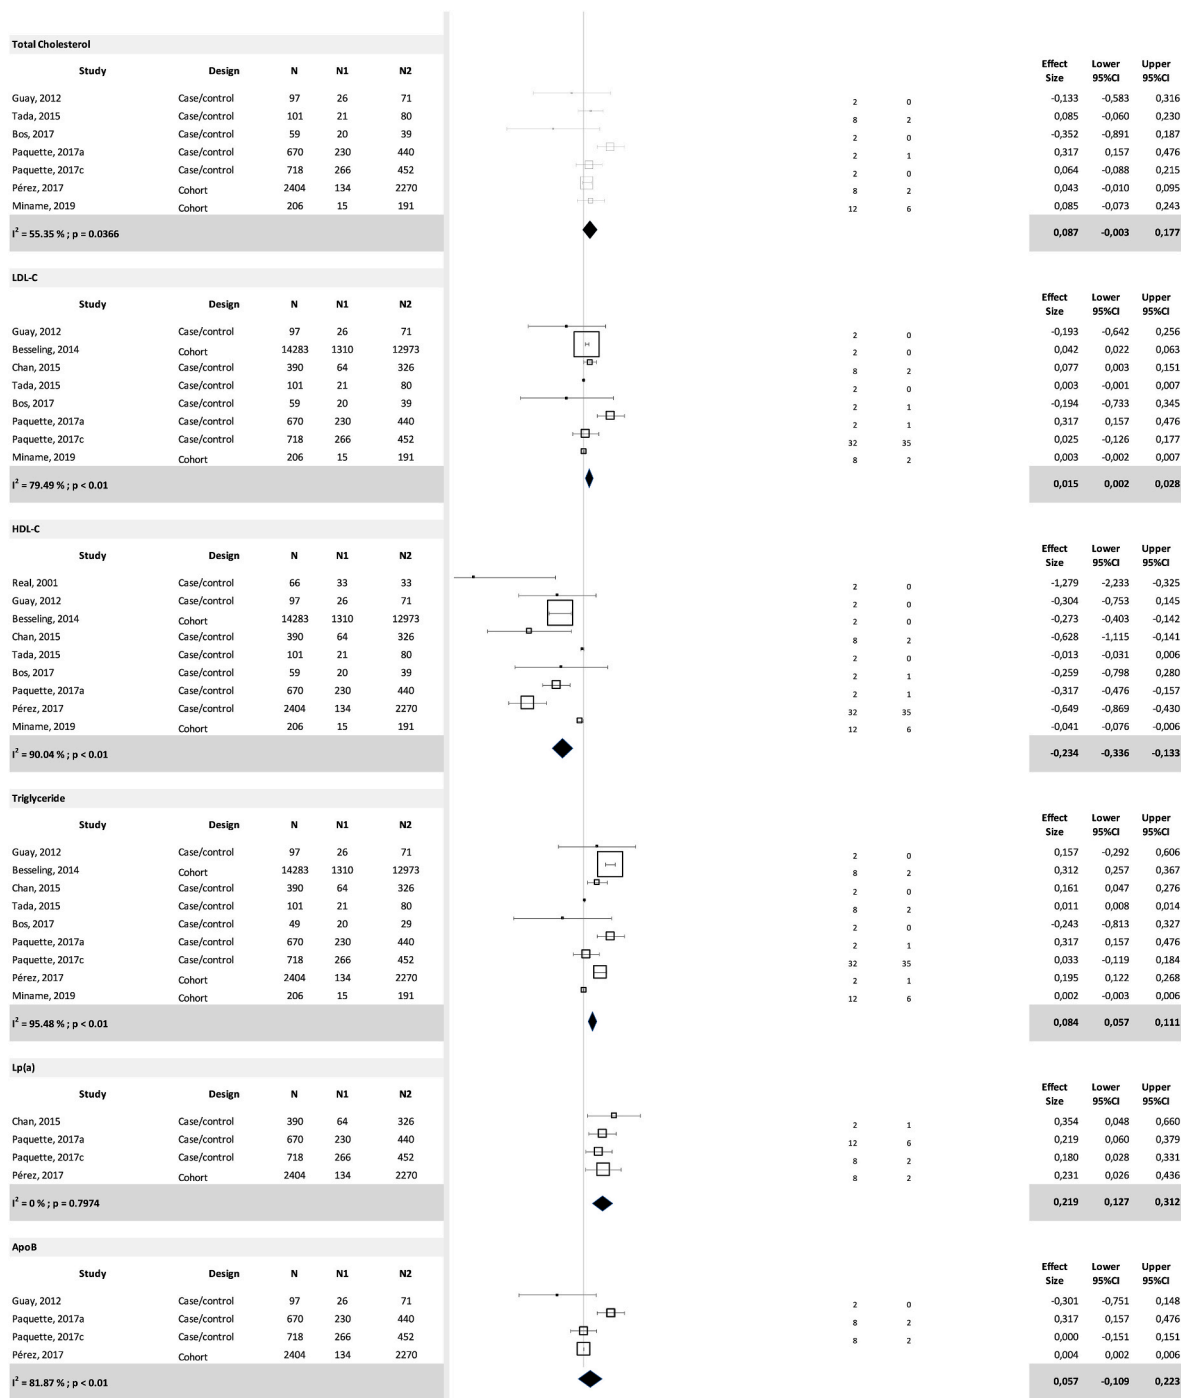 Total Cholesterol
Study Design N N1 N2 Effect Size Lower 95%CI Upper 95%CI
Guay, 2012 Case/control 97 26 71 2 0 -0,133 -0,583 0,316
Tada, 2015 Case/control 101 21 80 8 2 0,085 -0,060 0,230
Bos, 2017 Case/control 59 20 39 2 0 -0,352 -0,891 0,187
Paquette, 2017a Case/control 670 230 440 2 1 0,317 0,157 0,476
Paquette, 2017c Case/control 718 266 452 2 0 0,064 -0,088 0,215
Pérez, 2017 Cohort 2404 134 2270 8 2 0,043 -0,010 0,095
Miname, 2019 Cohort 206 15 191 12 6 0,085 -0,073 0,243
I² = 55.35 % ; p = 0.0366 0,087 -0,003 0,177
LDL-C
Study Design N N1 N2 Effect Size Lower 95%CI Upper 95%CI
Guay, 2012 Case/control 97 26 71 2 0 -0,193 -0,642 0,256
Besseling, 2014 Cohort 14283 1310 12973 2 0 0,042 0,022 0,063
Chan, 2015 Case/control 390 64 326 8 2 0,077 0,003 0,151
Tada, 2015 Case/control 101 21 80 2 0 0,003 -0,001 0,007
Bos, 2017 Case/control 59 20 39 2 1 -0,194 -0,733 0,345
Paquette, 2017a Case/control 670 230 440 2 1 0,317 0,157 0,476
Paquette, 2017c Case/control 718 266 452 32 35 0,025 -0,126 0,177
Miname, 2019 Cohort 206 15 191 8 2 0,003 -0,002 0,007
I² = 79.49 % ; p < 0.01 0,015 0,002 0,028
HDL-C
Study Design N N1 N2 Effect Size Lower 95%CI Upper 95%CI
Real, 2001 Case/control 66 33 33 2 0 -1,279 -2,233 -0,325
Guay, 2012 Case/control 97 26 71 2 0 -0,304 -0,753 0,145
Besseling, 2014 Cohort 14283 1310 12973 2 0 -0,273 -0,403 -0,142
Chan, 2015 Case/control 390 64 326 8 2 -0,628 -1,115 -0,141
Tada, 2015 Case/control 101 21 80 2 0 -0,013 -0,031 0,006
Bos, 2017 Case/control 59 20 39 2 1 -0,259 -0,798 0,280
Paquette, 2017a Case/control 670 230 440 2 1 -0,317 -0,476 -0,157
Pérez, 2017 Case/control 2404 134 2270 32 35 -0,649 -0,869 -0,430
Miname, 2019 Cohort 206 15 191 12 6 -0,041 -0,076 -0,006
I² = 90.04 % ; p < 0.01 -0,234 -0,336 -0,133
Triglyceride
Study Design N N1 N2 Effect Size Lower 95%CI Upper 95%CI
Guay, 2012 Case/control 97 26 71 2 0 0,157 -0,292 0,606
Besseling, 2014 Cohort 14283 1310 12973 8 2 0,312 0,257 0,367
Chan, 2015 Case/control 390 64 326 2 0 0,161 0,047 0,276
Tada, 2015 Case/control 101 21 80 8 2 0,011 0,008 0,014
Bos, 2017 Case/control 49 20 29 2 0 -0,243 -0,813 0,327
Paquette, 2017a Case/control 670 230 440 2 1 0,317 0,157 0,476
Paquette, 2017c Case/control 718 266 452 32 35 0,033 -0,119 0,184
Pérez, 2017 Cohort 2404 134 2270 2 1 0,195 0,122 0,268
Miname, 2019 Cohort 206 15 191 12 6 0,002 -0,003 0,006
I² = 95.48 % ; p < 0.01 0,084 0,057 0,111
Lp(a)
Study Design N N1 N2 Effect Size Lower 95%CI Upper 95%CI
Chan, 2015 Case/control 390 64 326 2 1 0,354 0,048 0,660
Paquette, 2017a Case/control 670 230 440 12 6 0,219 0,060 0,379
Paquette, 2017c Case/control 718 266 452 8 2 0,180 0,028 0,331
Pérez, 2017 Cohort 2404 134 2270 8 2 0,231 0,026 0,436
I² = 0 % ; p = 0.7974 0,219 0,127 0,312
ApoB
Study Design N N1 N2 Effect Size Lower 95%CI Upper 95%CI
Guay, 2012 Case/control 97 26 71 2 0 -0,301 -0,751 0,148
Paquette, 2017a Case/control 670 230 440 8 2 0,317 0,157 0,476
Paquette, 2017c Case/control 718 266 452 8 2 0,000 -0,151 0,151
Pérez, 2017 Cohort 2404 134 2270 0,004 0,002 0,006
I² = 81.87 % ; p < 0.01 0,057 -0,109 0,223